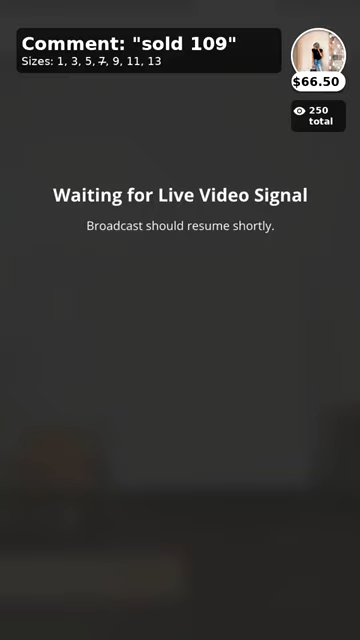 Comment: "sold 109"
Sizes: 1, 3, 5, 7, 9, 11, 13
$66.50
250
total
Waiting for Live Video Signal
Broadcast should resume shortly.